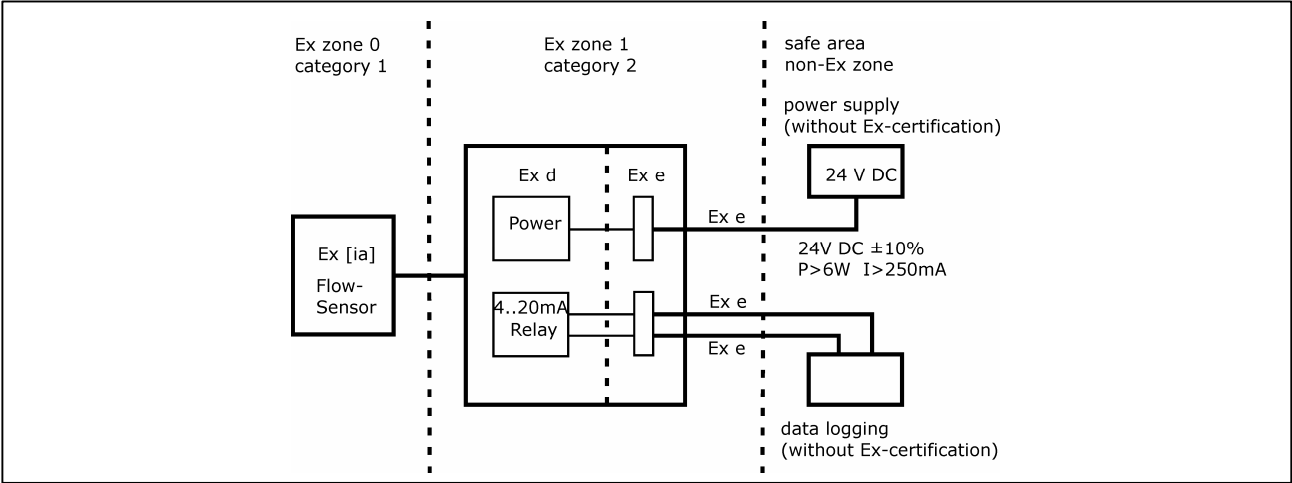 Ex zone 0
category 1
Ex zone 1
category 2
safe area
non-Ex zone
power supply
(without Ex-certification)
24 V DC
Ex d
Ex e
Power
Ex e
24V DC ±10%
P>6W I>250mA
Ex [ia]
Flow-
Sensor
4..20mA
Relay
Ex e
Ex e
data logging
(without Ex-certification)